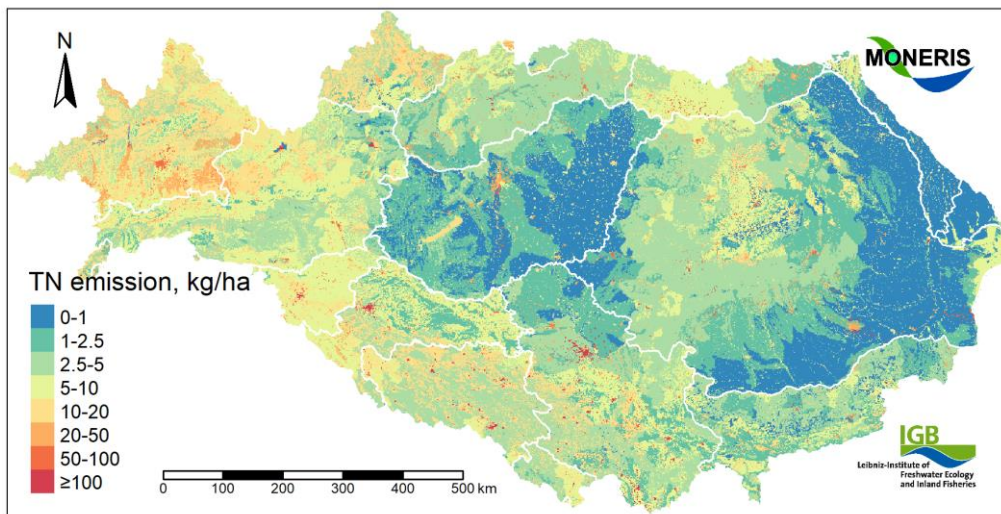 N
MONERIS
TN emission, kg/ha
0-1
1-2.5
2.5-5
5-10
10-20
20-50
50-100
≥100
0 100 200 300 400 500 km
IGB
Leibniz-Institute of
Freshwater Ecology
and Inland Fisheries